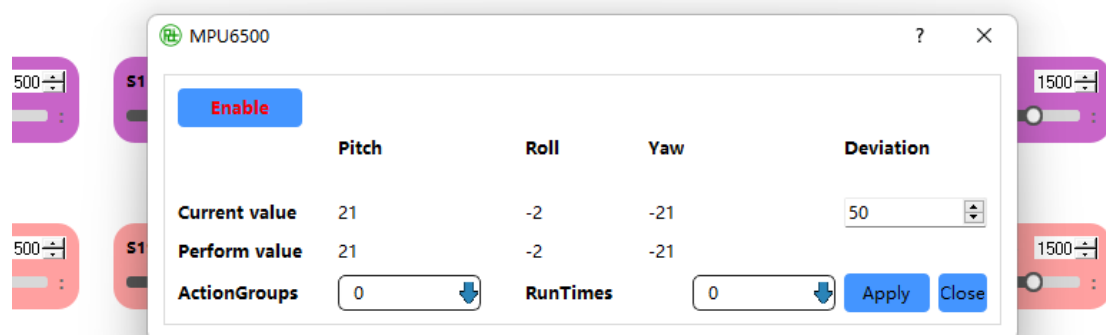 MPU6500 ?
500 S1 1500
Enable
Pitch Roll Yaw Deviation
Current value 21 -2 -21 50
500 S1 1500
Perform value 21 -2 -21
ActionGroups 0 RunTimes 0 Apply Close